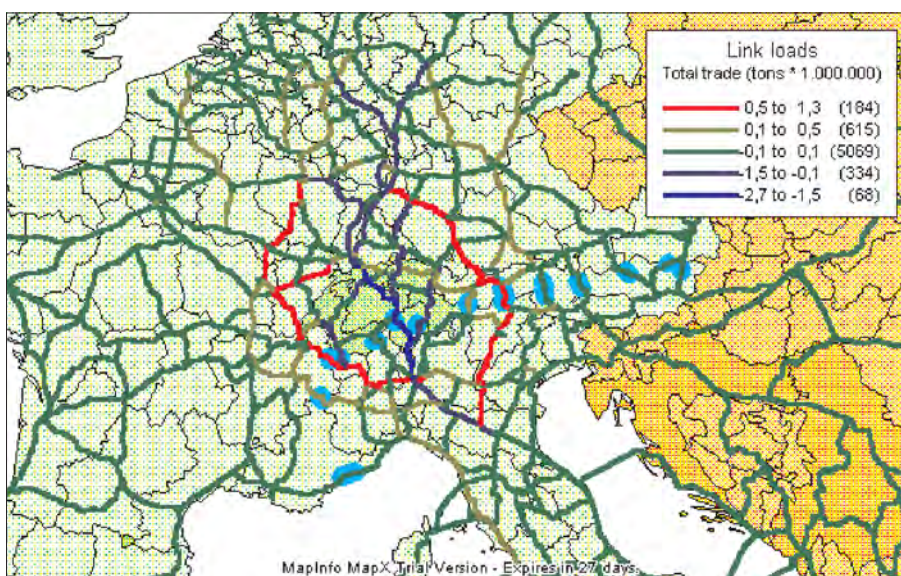 Link loads
Total trade (tons * 1.000.000)
0,5 to 1,3 (184)
0,1 to 0,5 (615)
-0,1 to 0,1 (5069)
-1,5 to -0,1 (334)
-2,7 to -1,5 (68)
MapInfo MapX Trial Version - Expires in 27 days.